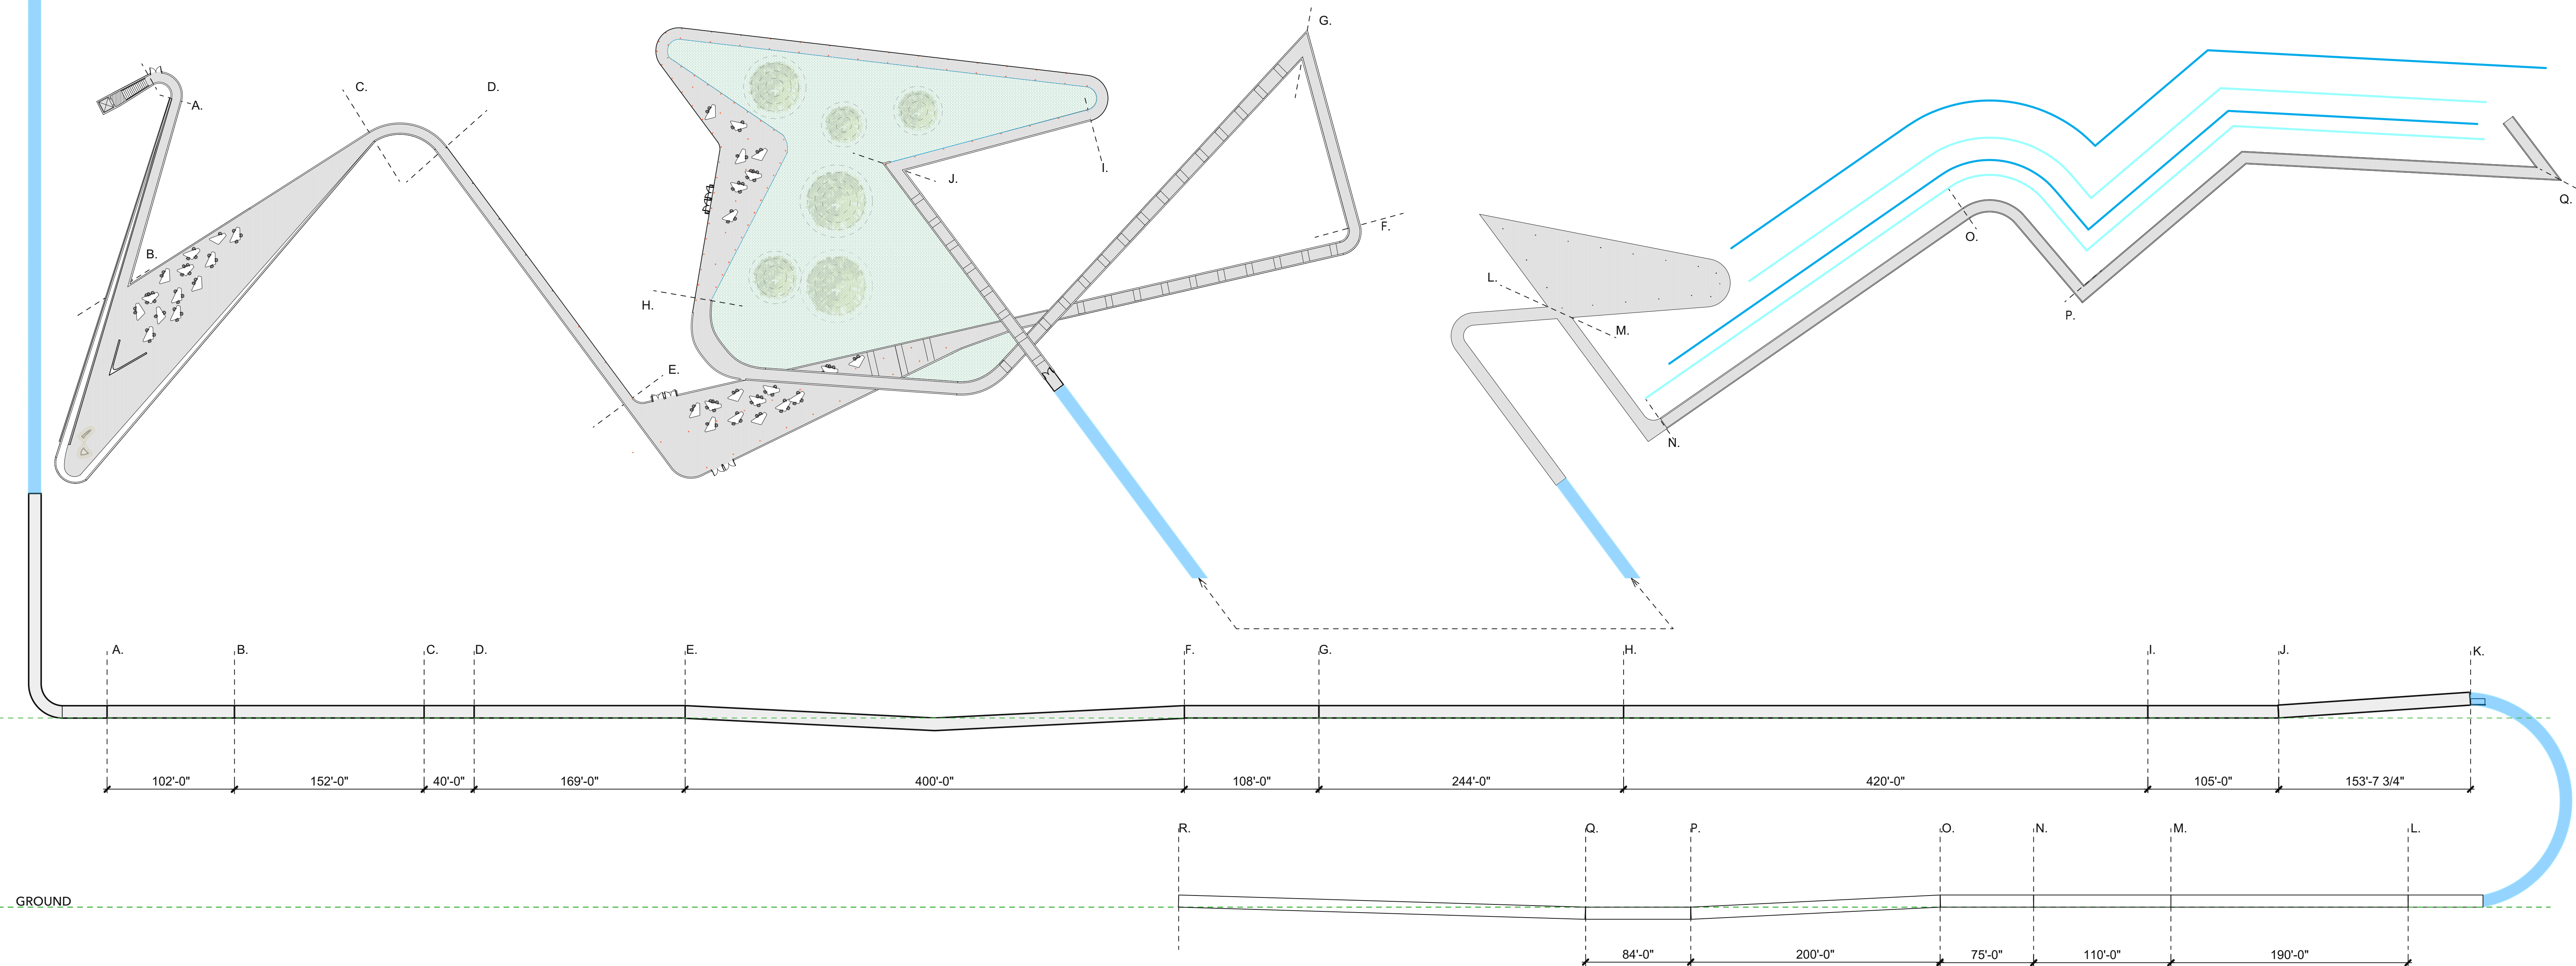 G.
C.
D.
A.
I.
J.
Q.
F.
O.
B.
L.
H.
M.
P.
E.
N.
A.
B.
C.
D.
E.
F.
G.
H.
I.
J.
K.
102'-0"
152'-0"
40'-0"
169'-0"
400'-0"
108'-0"
244'-0"
420'-0"
105'-0"
153'-7 3/4"
R.
Q.
P.
O.
N.
M.
L.
GROUND
84'-0"
200'-0"
75'-0"
110'-0"
190'-0"